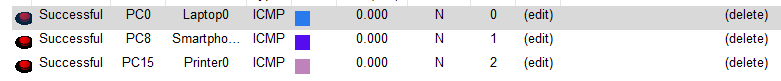 Successful PC0 Laptop0 ICMP 0.000 N 0 (edit) (delete)
Successful PC8 Smartpho... ICMP 0.000 N 1 (edit) (delete)
Successful PC15 Printer0 ICMP 0.000 N 2 (edit) (delete)